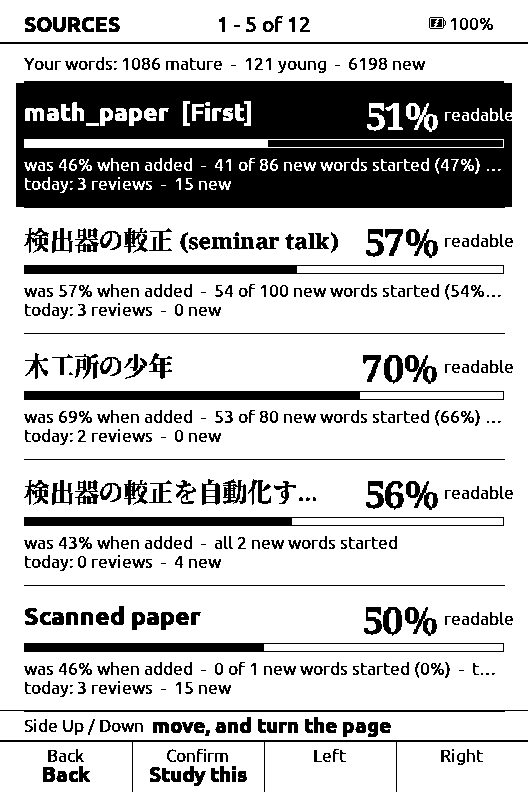 SOURCES 1 - 5 of 12 100%
Your words: 1086 mature - 121 young - 6198 new
math_paper [First] 51% readable
was 46% when added - 41 of 86 new words started (47%) ...
today: 3 reviews - 15 new
検出器の較正 (seminar talk) 57% readable
was 57% when added - 54 of 100 new words started (54%...
today: 3 reviews - 0 new
木工所の少年 70% readable
was 69% when added - 53 of 80 new words started (66%) ...
today: 2 reviews - 0 new
検出器の較正を自動化す... 56% readable
was 43% when added - all 2 new words started
today: 0 reviews - 4 new
Scanned paper 50% readable
was 46% when added - 0 of 1 new words started (0%) - t...
today: 3 reviews - 15 new
Side Up / Down move, and turn the page
Back Confirm Left Right
Back Study this